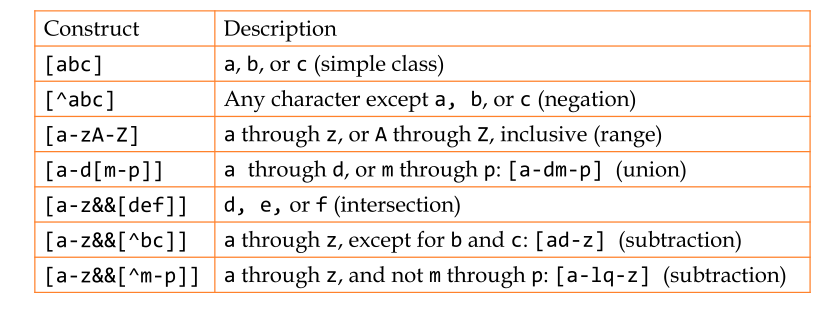 Construct Description
[abc] a, b, or c (simple class)
[^abc] Any character except a, b, or c (negation)
[a-zA-Z] a through z, or A through Z, inclusive (range)
[a-d[m-p]] a through d, or m through p: [a-dm-p] (union)
[a-z&&[def]] d, e, or f (intersection)
[a-z&&[^bc]] a through z, except for b and c: [ad-z] (subtraction)
[a-z&&[^m-p]] a through z, and not m through p: [a-lq-z] (subtraction)